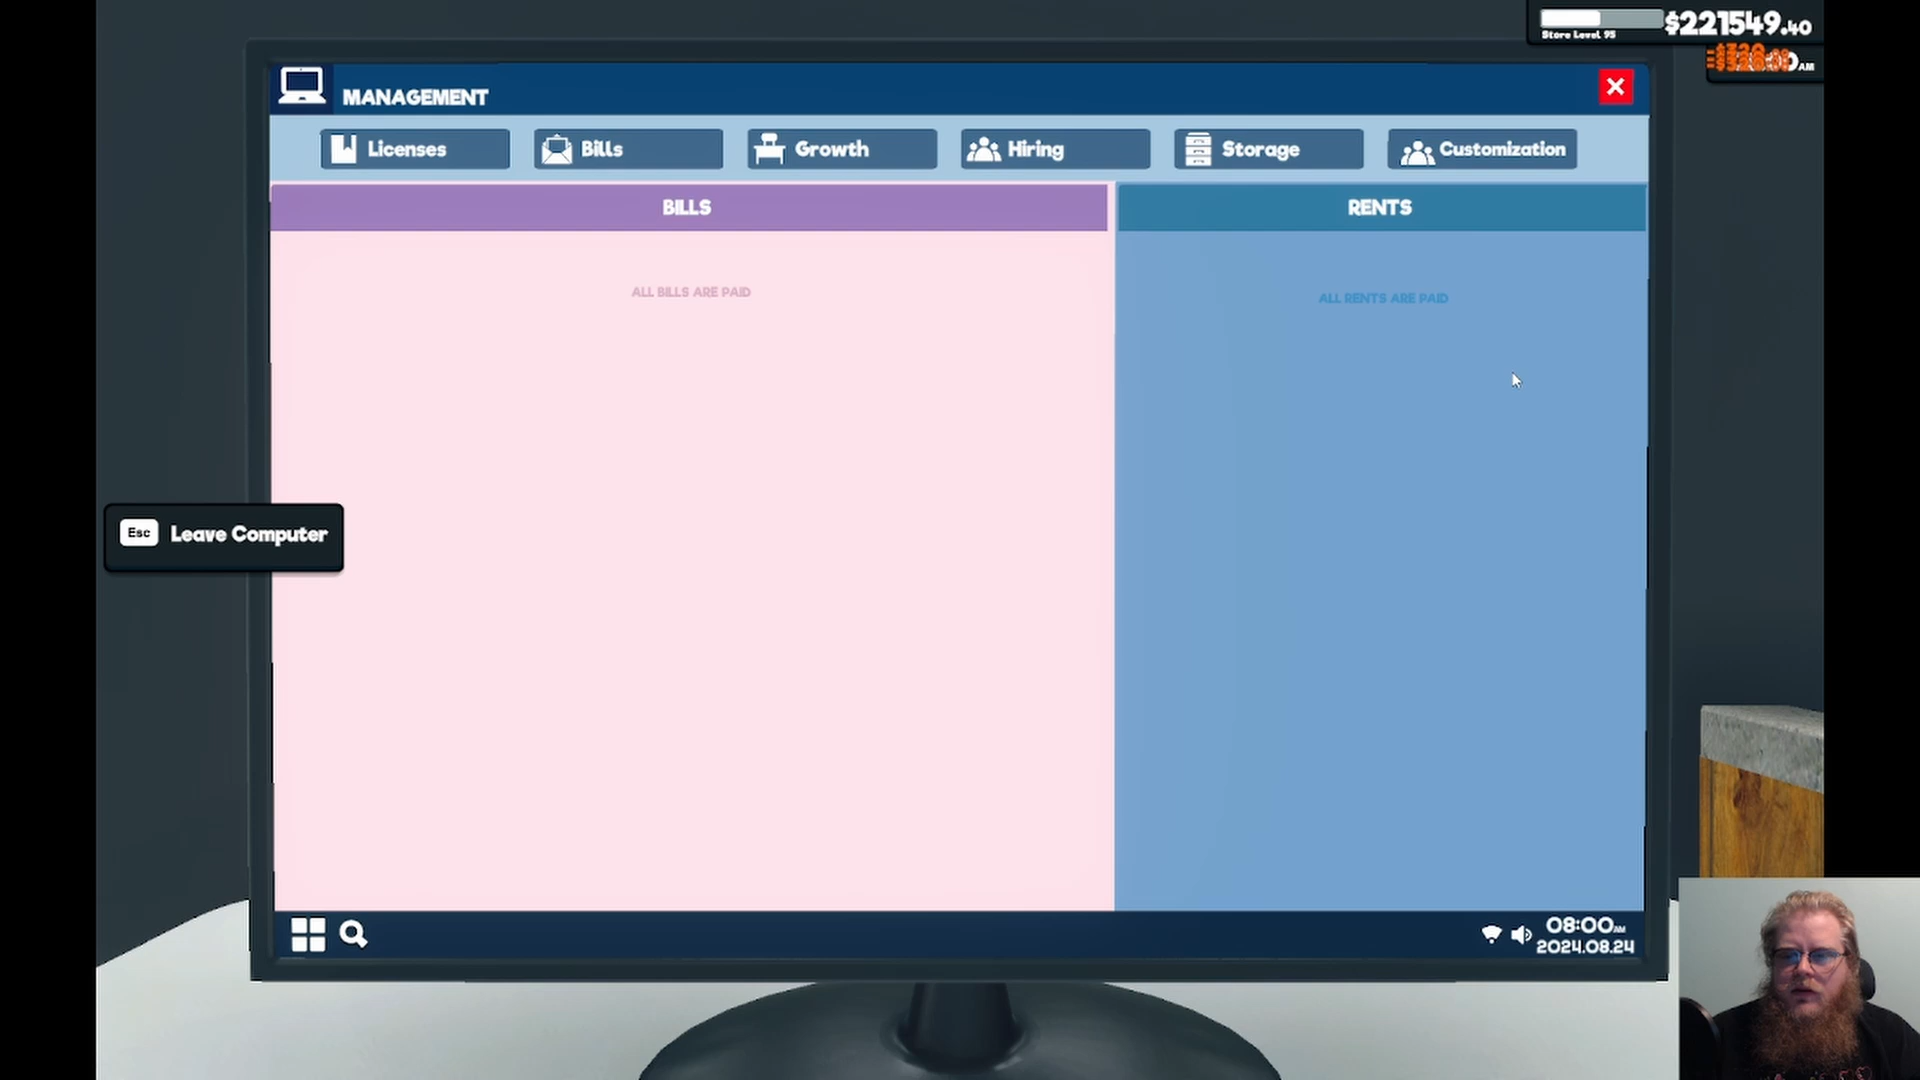 $221549.40
Store Level 95
AM
MANAGEMENT
Licenses
Bills
Growth
Hiring
Storage
Customization
BILLS
RENTS
ALL BILLS ARE PAID
ALL RENTS ARE PAID
Esc Leave Computer
08:00AM
2024.08.24